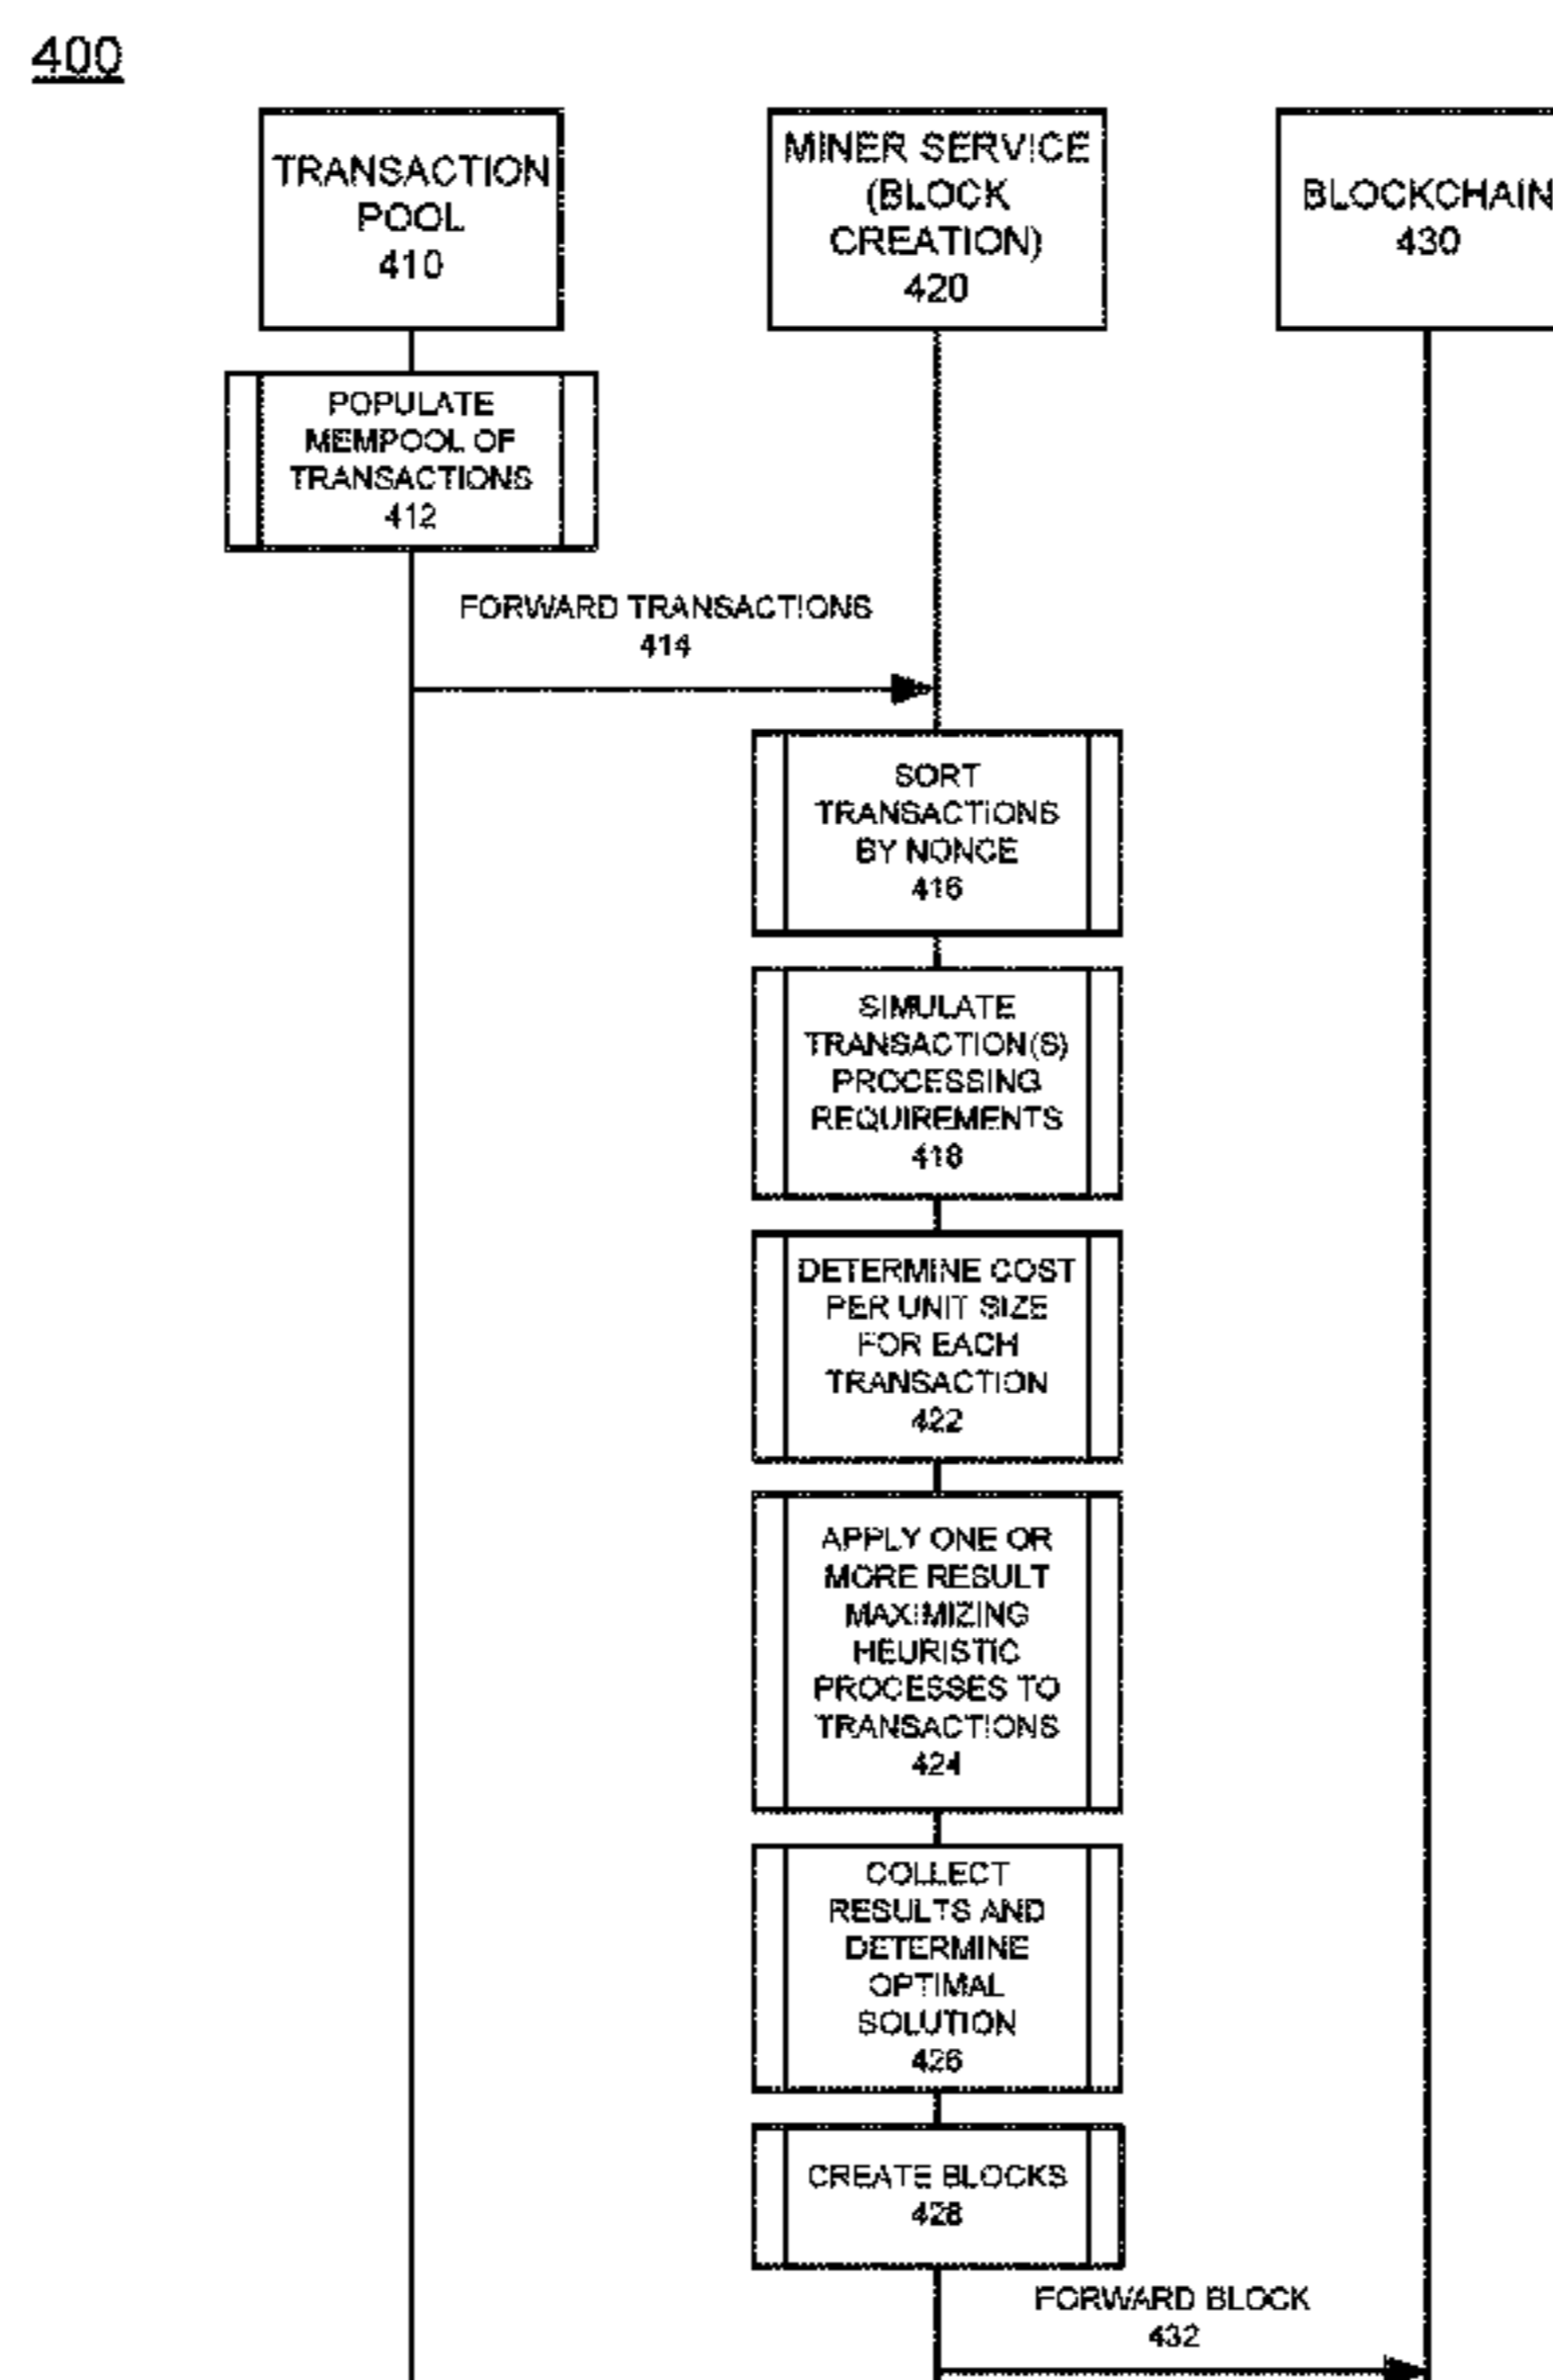 400
TRANSACTION
POOL
410
MINER SERVICE
(BLOCK
CREATION)
420
BLOCKCHAIN
430
POPULATE
MEMPOOL OF
TRANSACTIONS
412
FORWARD TRANSACTIONS
414
SORT
TRANSACTIONS
BY NONCE
416
SIMULATE
TRANSACTION(S)
PROCESSING
REQUIREMENTS
418
DETERMINE COST
PER UNIT SIZE
FOR EACH
TRANSACTION
422
APPLY ONE OR
MORE RESULT
MAXIMIZING
HEURISTIC
PROCESSES TO
TRANSACTIONS
424
COLLECT
RESULTS AND
DETERMINE
OPTIMAL
SOLUTION
426
CREATE BLOCKS
428
FORWARD BLOCK
432